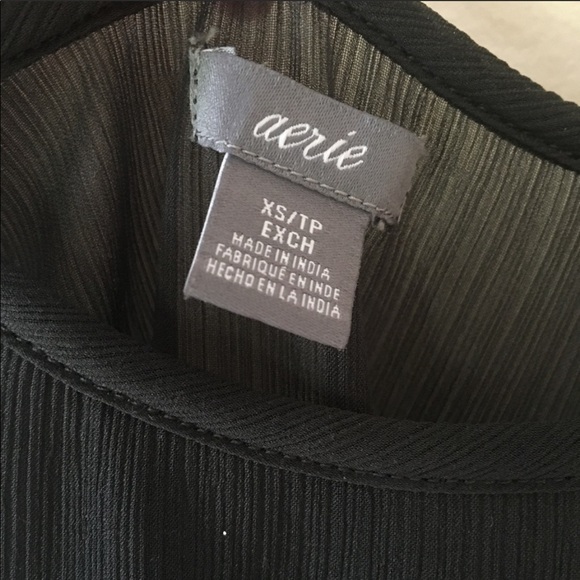 aerie
XS/TP
EXCH
MADE IN INDIA
FABRIQUÉ EN INDE
HECHO EN LA INDIA